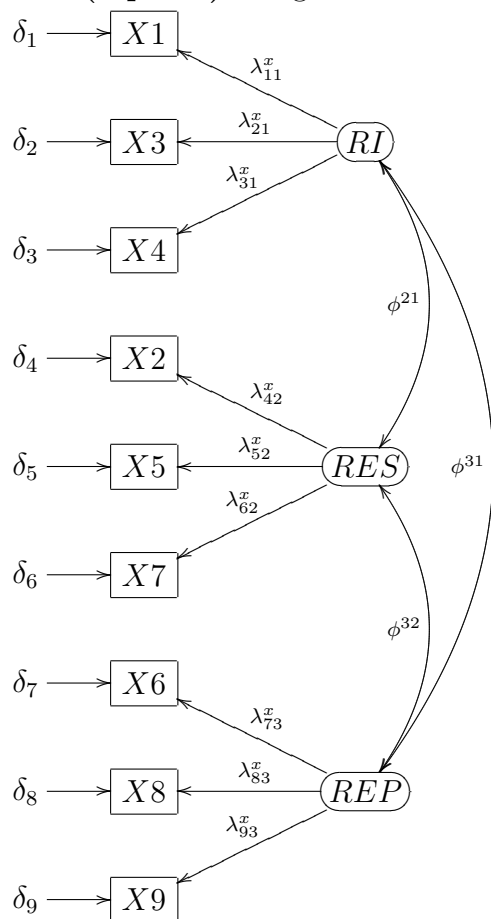 δ1 X1
λ^x_11
δ2 X3 λ^x_21 RI
λ^x_31
δ3 X4
ϕ^21
δ4 X2
λ^x_42
δ5 X5 λ^x_52 RES ϕ^31
λ^x_62
δ6 X7
ϕ^32
δ7 X6
λ^x_73
δ8 X8 λ^x_83 REP
λ^x_93
δ9 X9